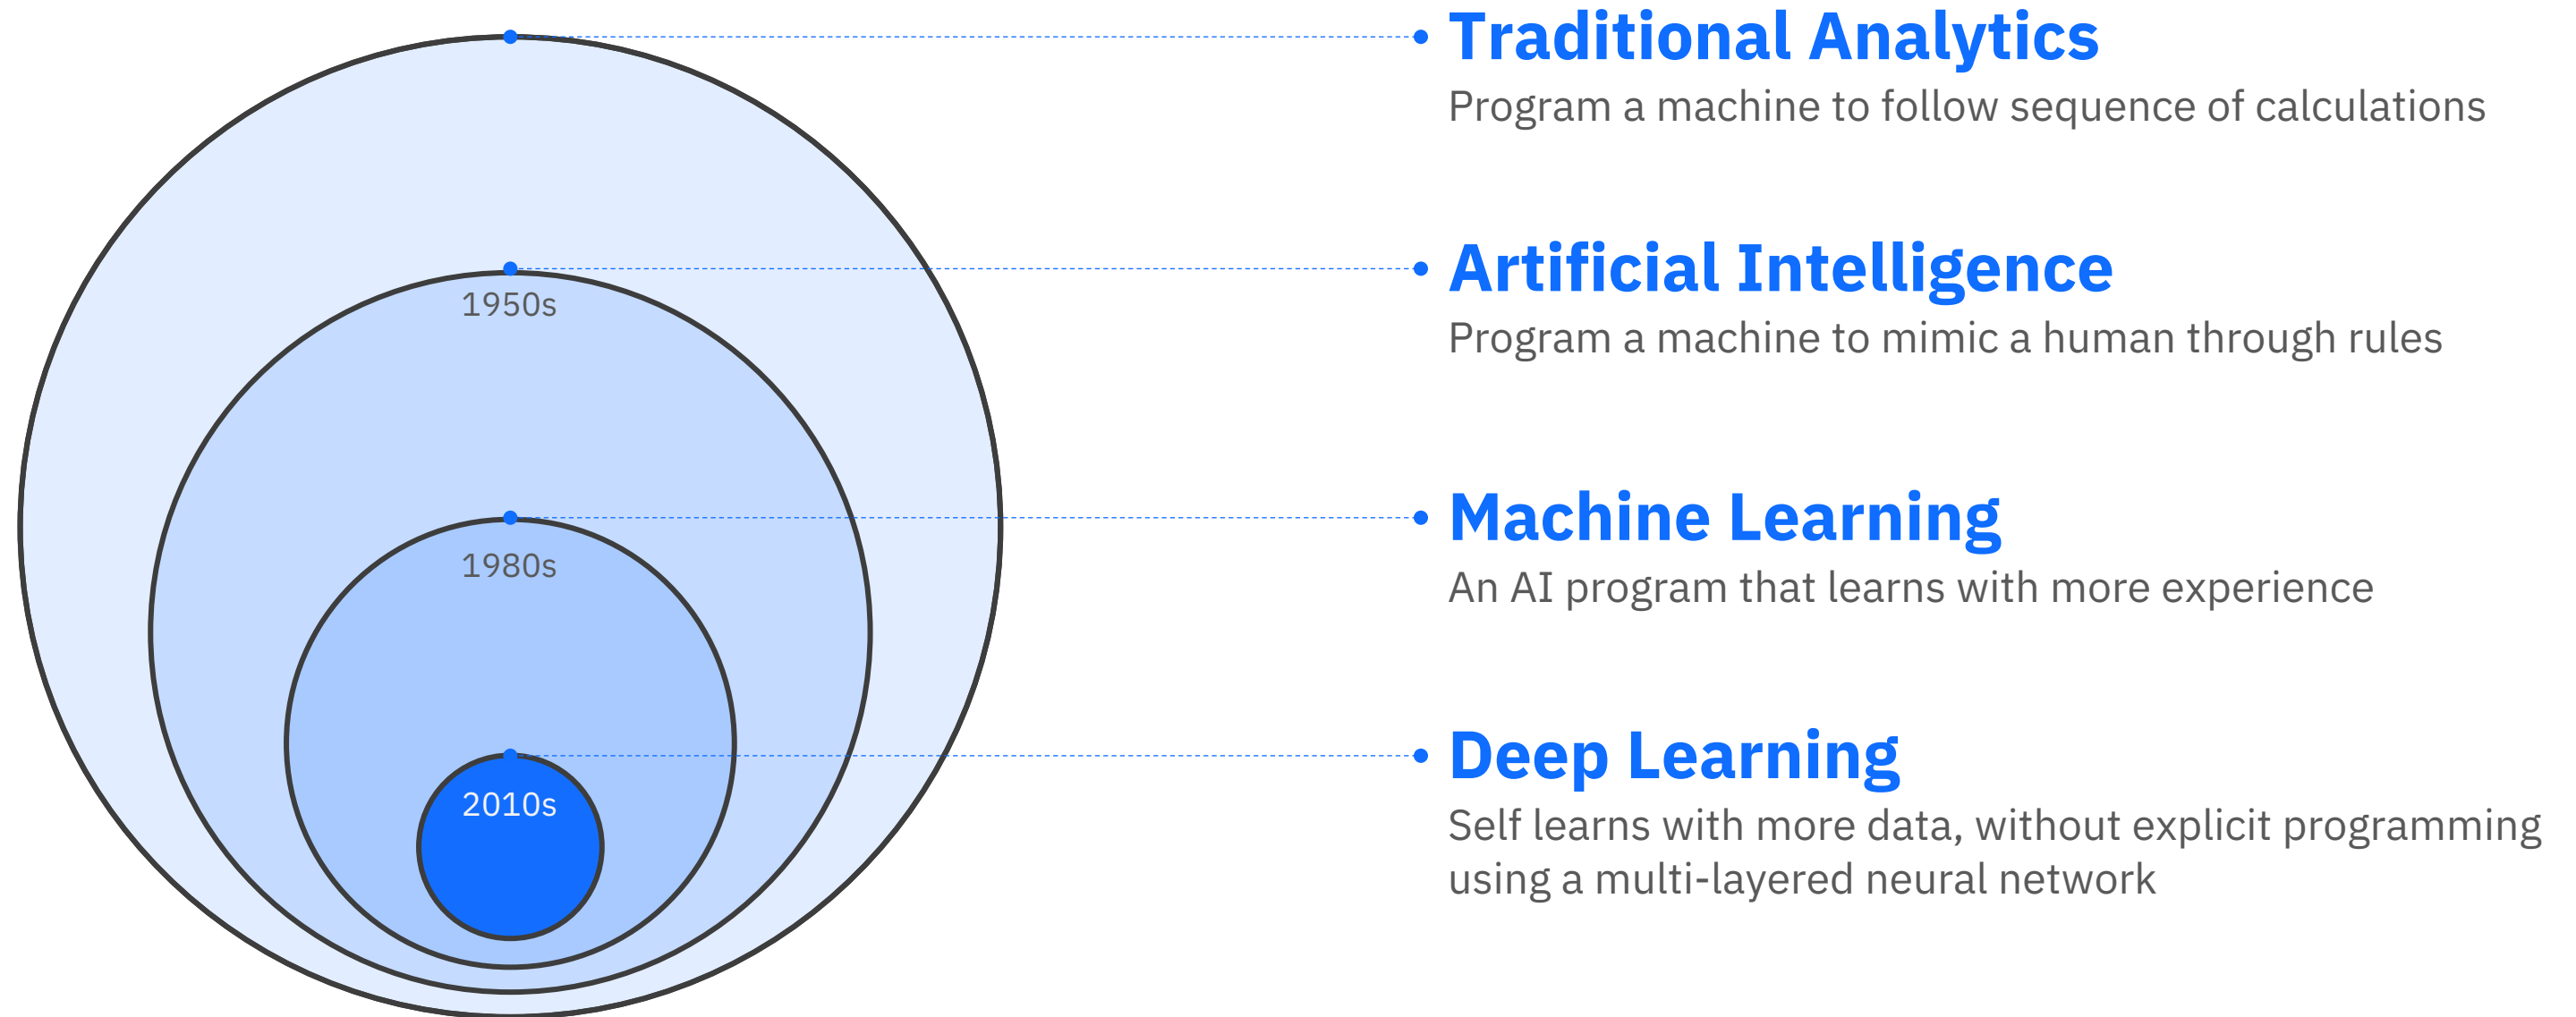 Traditional Analytics
Program a machine to follow sequence of calculations
Artificial Intelligence
1950s
Program a machine to mimic a human through rules
Machine Learning
1980s
An AI program that learns with more experience
Deep Learning
2010s
Self learns with more data, without explicit programming
using a multi-layered neural network